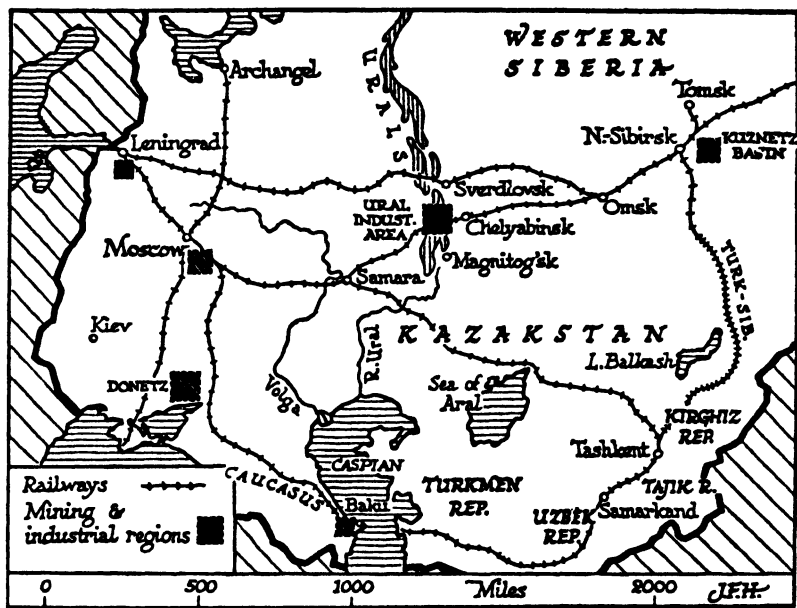 WESTERN
SIBERIA
Archangel
URALS
Tomsk
Leningrad
N.-Sibirsk
KUZNETZ
BASIN
Sverdlovsk
URAL
INDUST.
AREA
Omsk
Chelyabinsk
Moscow
Magnitog'sk
Samara
TURK-SIB.
Kiev
KAZAKSTAN
R. Ural
L. Balkash
DONETZ
Volga
Sea of
Aral
KIRGHIZ
REP.
Tashkent
CASPIAN
CAUCASUS
TURKMEN
REP.
TAJIK R.
Railways
Baku
UZBEK
REP.
Samarkand
Mining &
industrial regions
0 500 1000 Miles 2000 J.F.H.